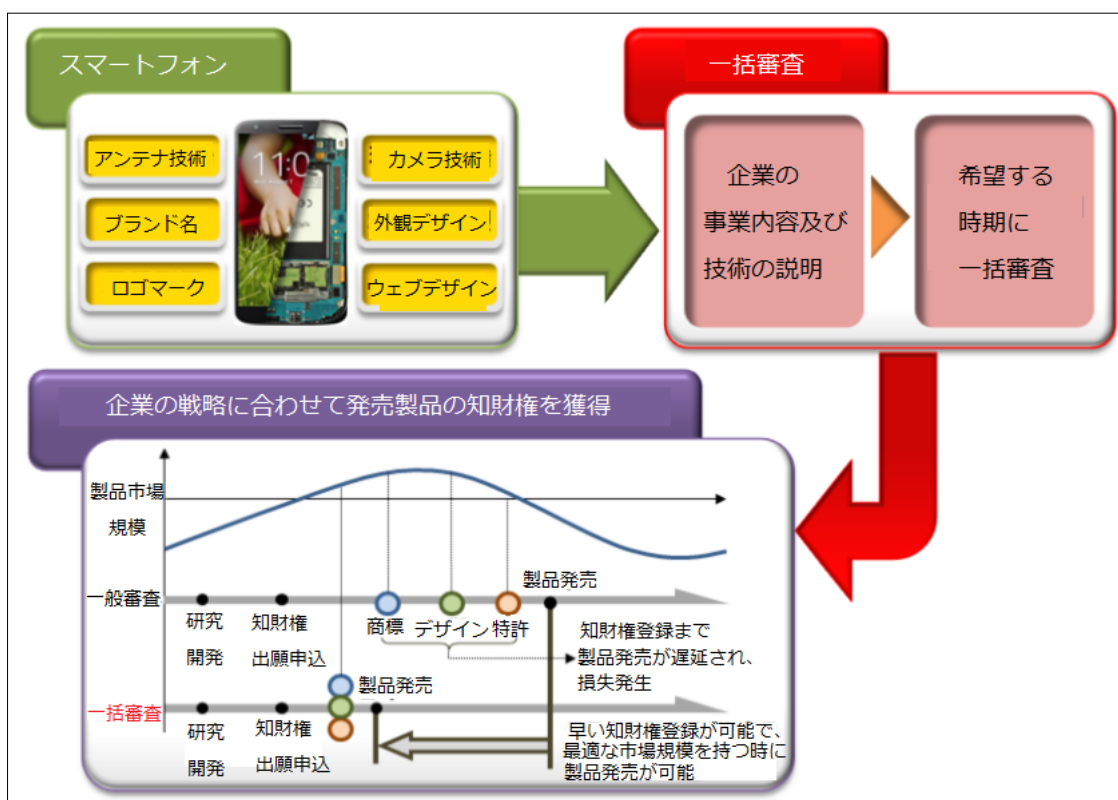 スマートフォン
アンテナ技術
ブランド名
ロゴマーク
11:0
カメラ技術
外観デザイン
ウェブデザイン
一括審査
企業の
事業内容及び
技術の説明
希望する
時期に
一括審査
企業の戦略に合わせて発売製品の知財権を獲得
製品市場
規模
一般審査
研究
開発
知財権
出願申込
商標
デザイン
特許
製品発売
知財権登録まで
製品発売が遅延され、
損失発生
一括審査
研究
開発
知財権
出願申込
製品発売
早い知財権登録が可能で、
最適な市場規模を持つ時に
製品発売が可能